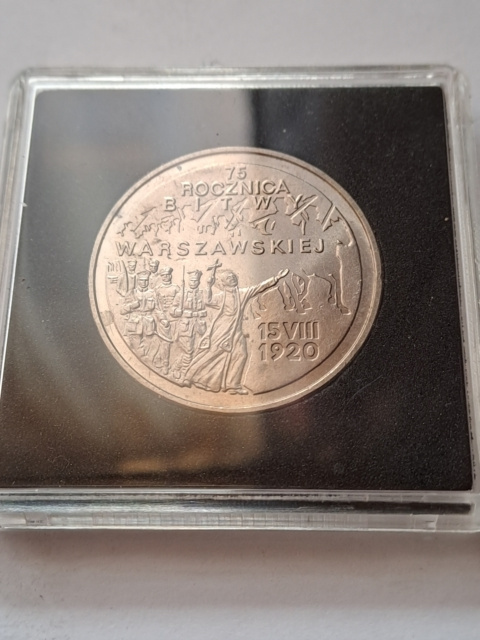 75
ROCZNICA
BITWY
WARSZAWSKIEJ
15 VIII
1920